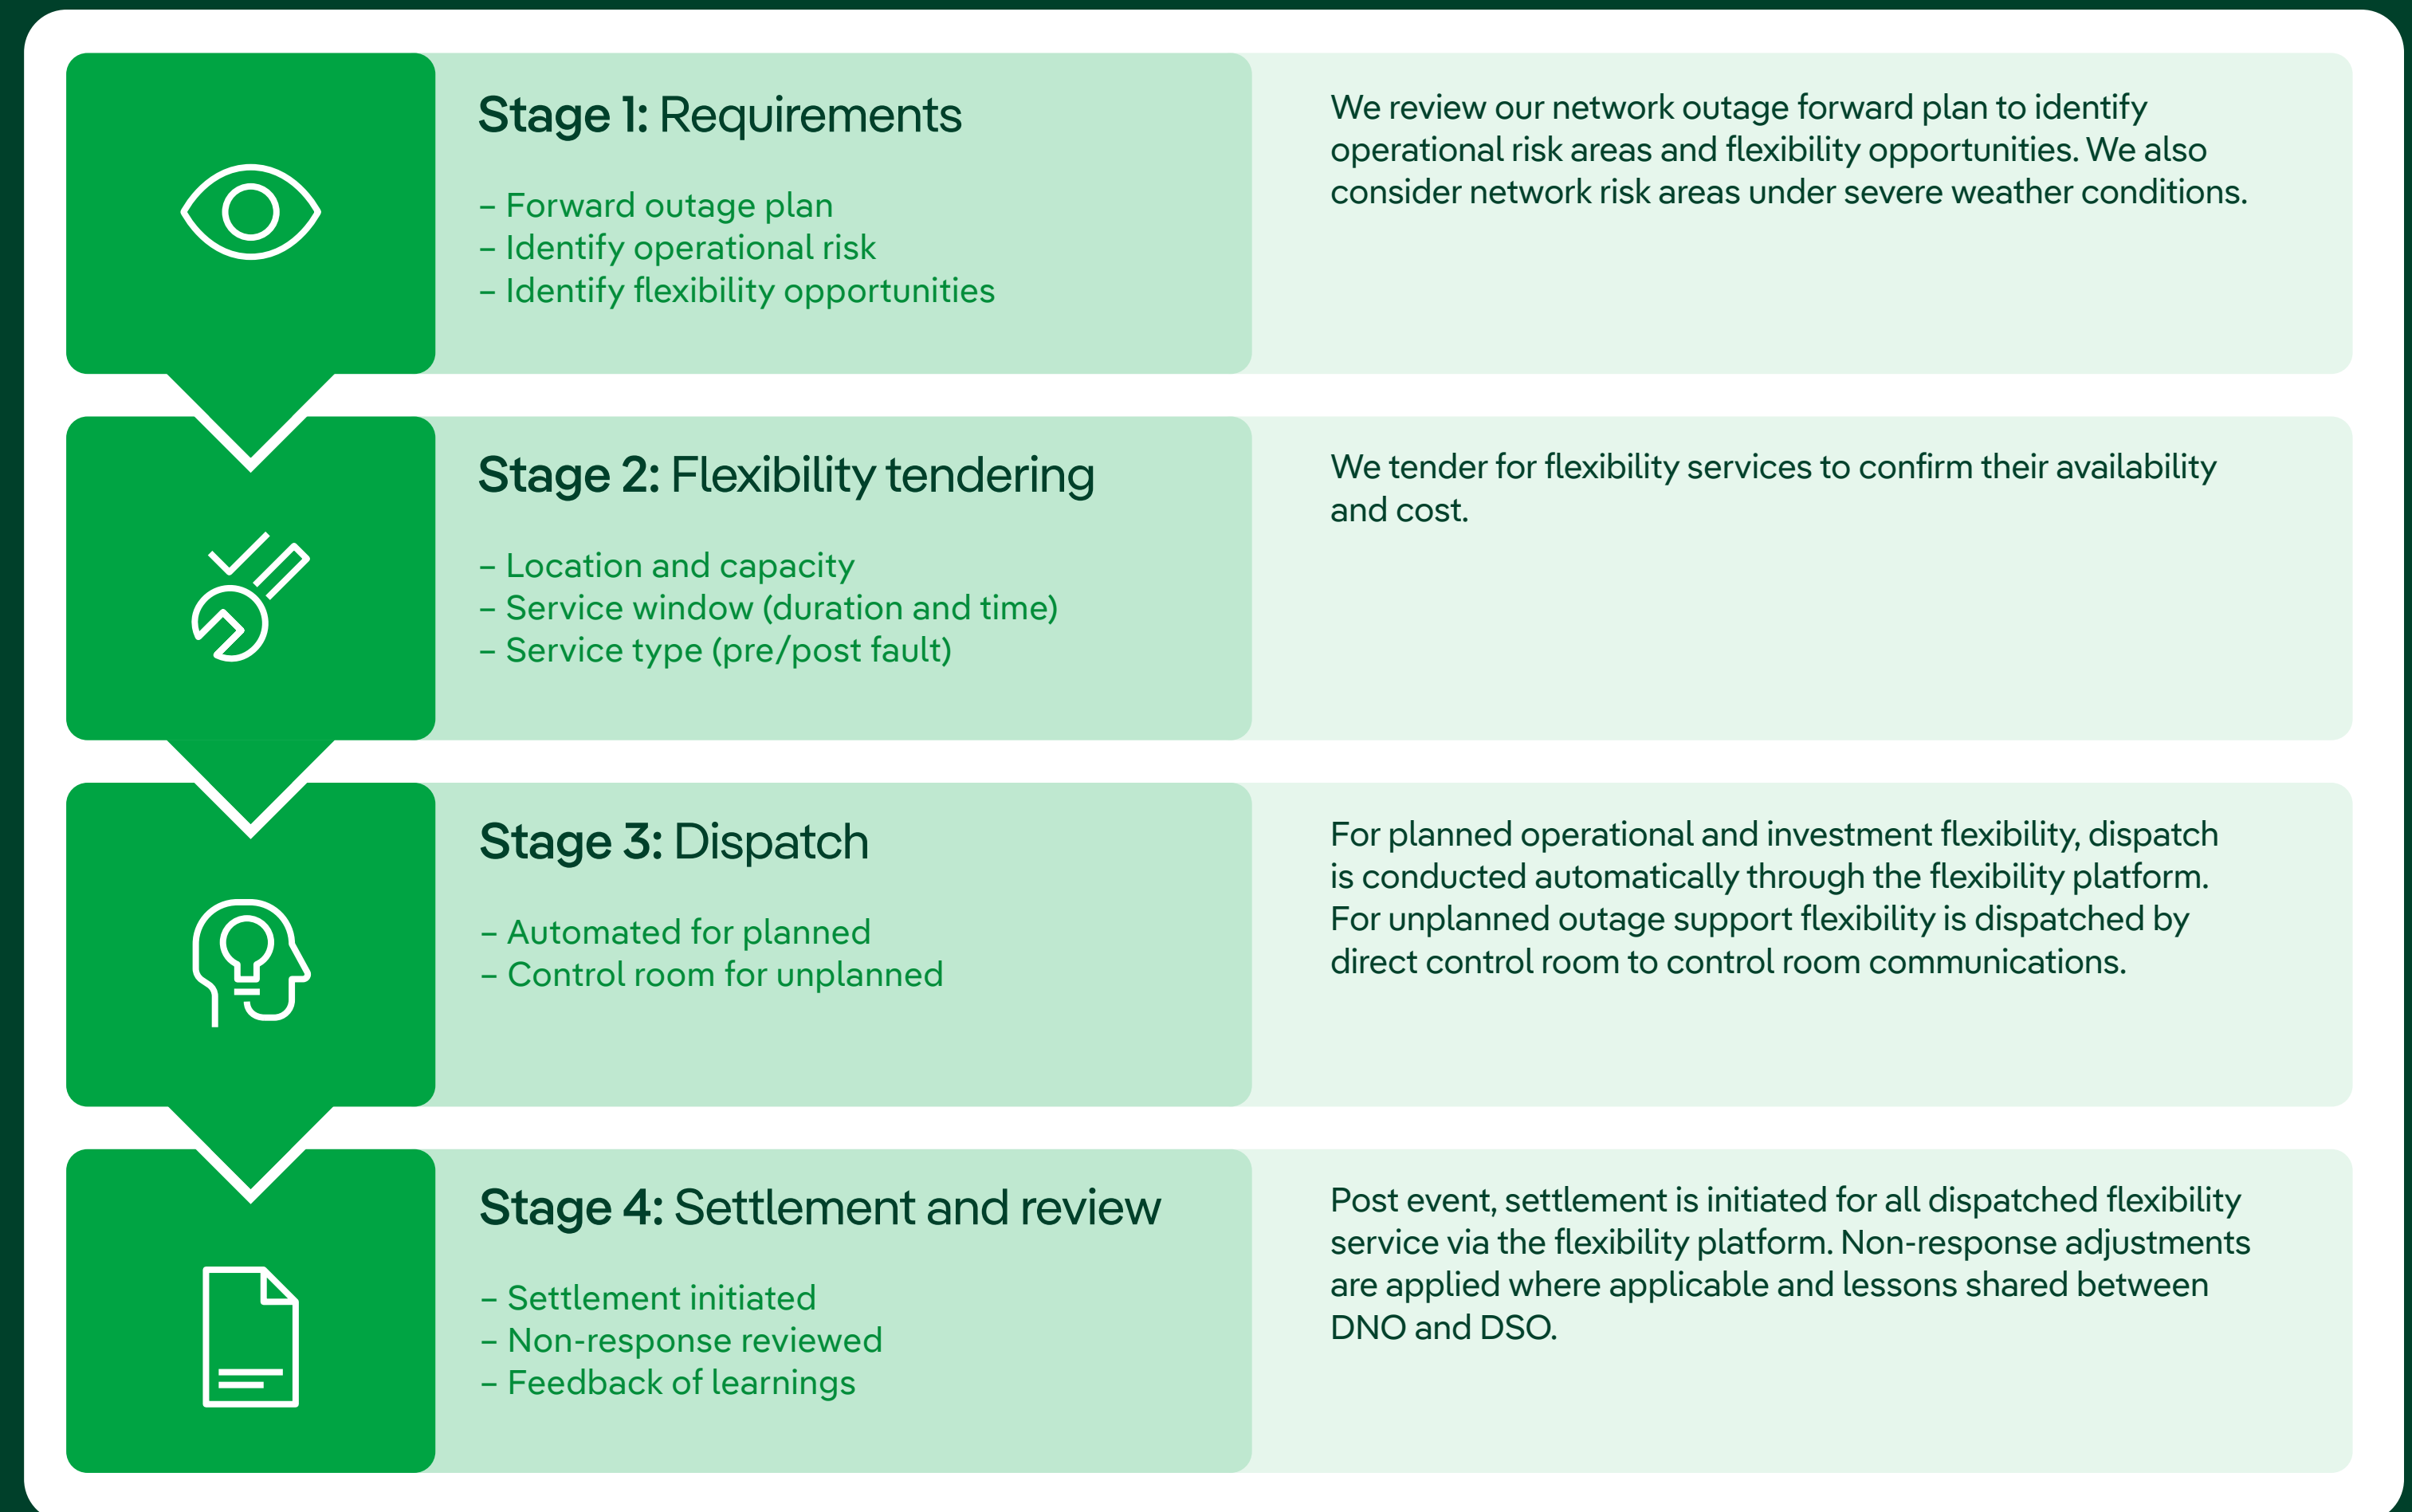 Stage 1: Requirements
– Forward outage plan
– Identify operational risk
– Identify flexibility opportunities
We review our network outage forward plan to identify
operational risk areas and flexibility opportunities. We also
consider network risk areas under severe weather conditions.
Stage 2: Flexibility tendering
– Location and capacity
– Service window (duration and time)
– Service type (pre/post fault)
We tender for flexibility services to confirm their availability
and cost.
Stage 3: Dispatch
– Automated for planned
– Control room for unplanned
For planned operational and investment flexibility, dispatch
is conducted automatically through the flexibility platform.
For unplanned outage support flexibility is dispatched by
direct control room to control room communications.
Stage 4: Settlement and review
– Settlement initiated
– Non-response reviewed
– Feedback of learnings
Post event, settlement is initiated for all dispatched flexibility
service via the flexibility platform. Non-response adjustments
are applied where applicable and lessons shared between
DNO and DSO.